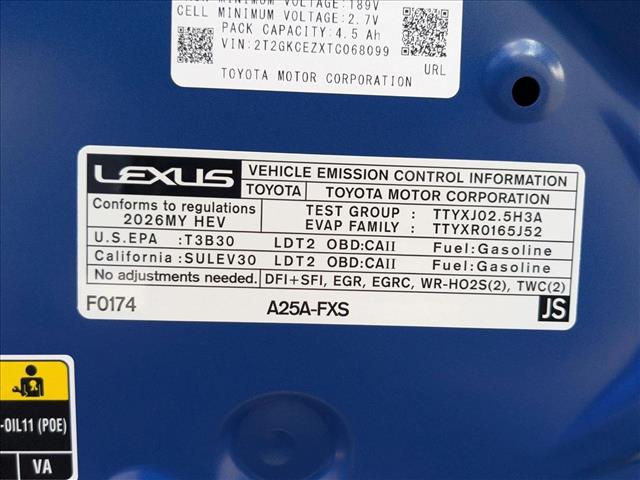 MINIMUM VOLTAGE:189V
CELL MINIMUM VOLTAGE:2.7V
PACK CAPACITY:4.5 Ah
VIN:2T2GKCEZXTC068099
URL
TOYOTA MOTOR CORPORATION
LEXUS VEHICLE EMISSION CONTROL INFORMATION
TOYOTA TOYOTA MOTOR CORPORATION
Conforms to regulations TEST GROUP : TTYXJ02.5H3A
2026MY HEV EVAP FAMILY: TTYXR0165J52
U.S.EPA :T3B30 LDT2 OBD:CAII Fuel:Gasoline
California:SULEV30 LDT2 OBD:CAII Fuel:Gasoline
No adjustments needed. DFI+SFI, EGR, EGRC, WR-HO2S(2), TWC(2)
F0174 A25A-FXS JS
-OIL11 (POE)
VA